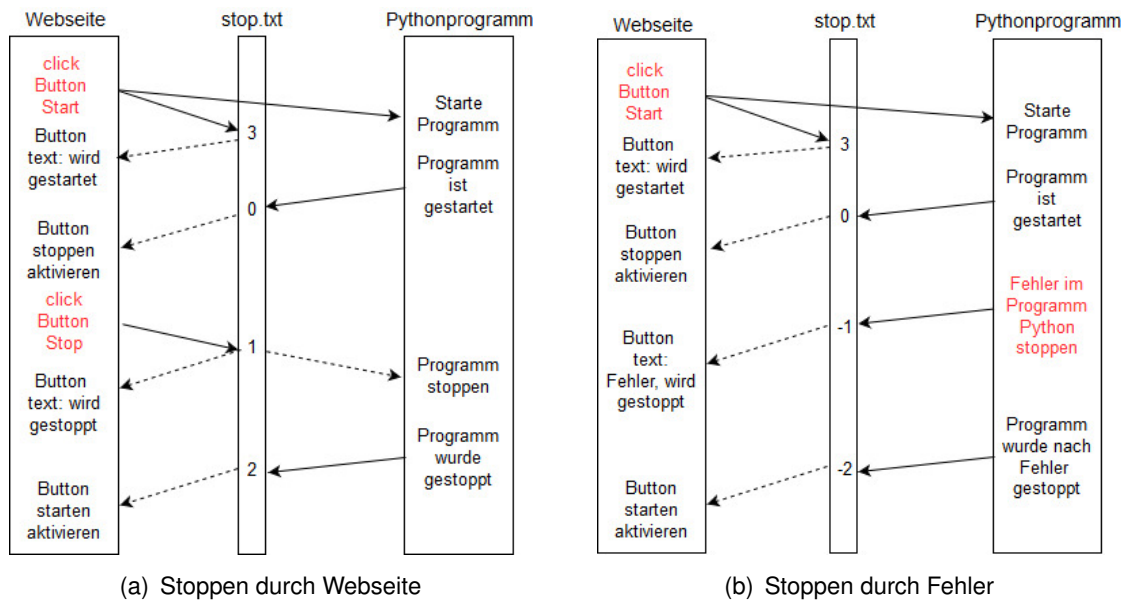 Webseite
stop.txt
Pythonprogramm
click
Button
Start
Starte
Programm
3
Button
text: wird
gestartet
Programm
ist
gestartet
0
Button
stoppen
aktivieren
click
Button
Stop
1
Programm
stoppen
Button
text: wird
gestoppt
Programm
wurde
gestoppt
2
Button
starten
aktivieren
(a) Stoppen durch Webseite
Webseite
stop.txt
Pythonprogramm
click
Button
Start
Starte
Programm
3
Button
text: wird
gestartet
Programm
ist
gestartet
0
Button
stoppen
aktivieren
Fehler im
Programm
Python
stoppen
-1
Button
text:
Fehler, wird
gestoppt
Programm
wurde nach
Fehler
gestoppt
-2
Button
starten
aktivieren
(b) Stoppen durch Fehler